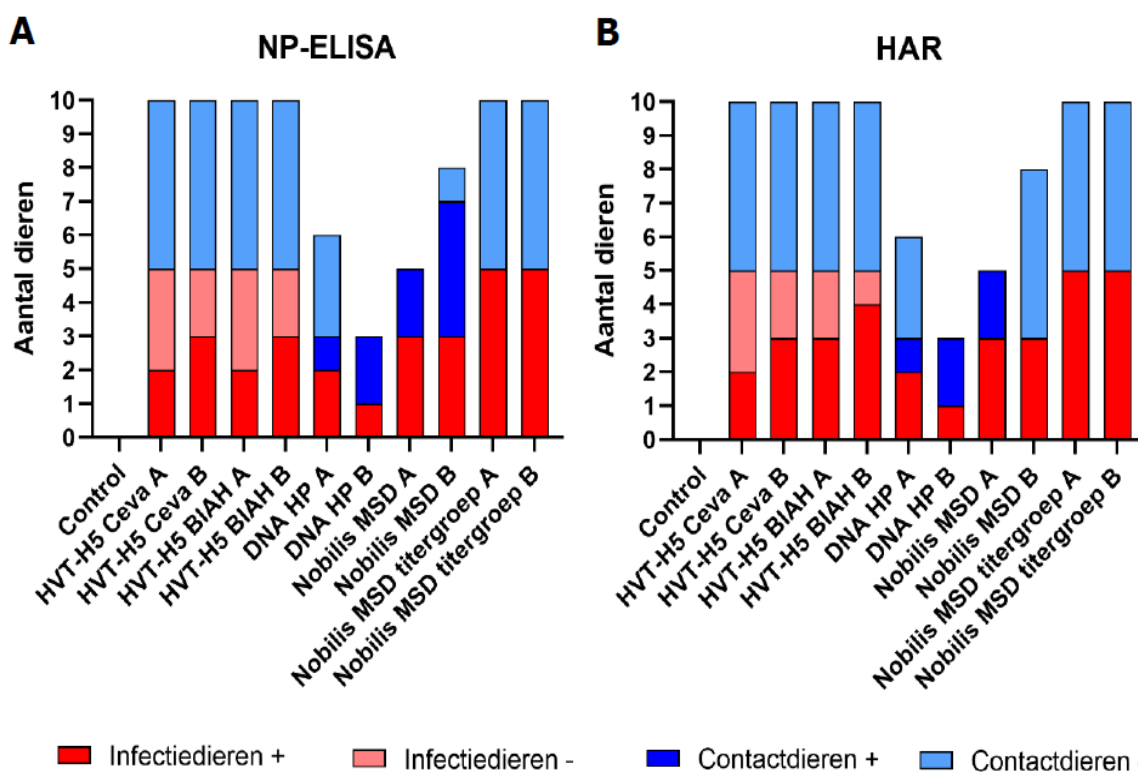 A
NP-ELISA
Aantal dieren
10
9
8
7
6
5
4
3
2
1
0
Control
HVT-H5 Ceva A
HVT-H5 Ceva B
HVT-H5 BIAH A
HVT-H5 BIAH B
DNA HP A
DNA HP B
Nobilis MSD A
Nobilis MSD B
Nobilis MSD titergroep A
Nobilis MSD titergroep B
B
HAR
Aantal dieren
10
9
8
7
6
5
4
3
2
1
0
Control
HVT-H5 Ceva A
HVT-H5 Ceva B
HVT-H5 BIAH A
HVT-H5 BIAH B
DNA HP A
DNA HP B
Nobilis MSD A
Nobilis MSD B
Nobilis MSD titergroep A
Nobilis MSD titergroep B
Infectiedieren +
Infectiedieren -
Contactdieren +
Contactdieren